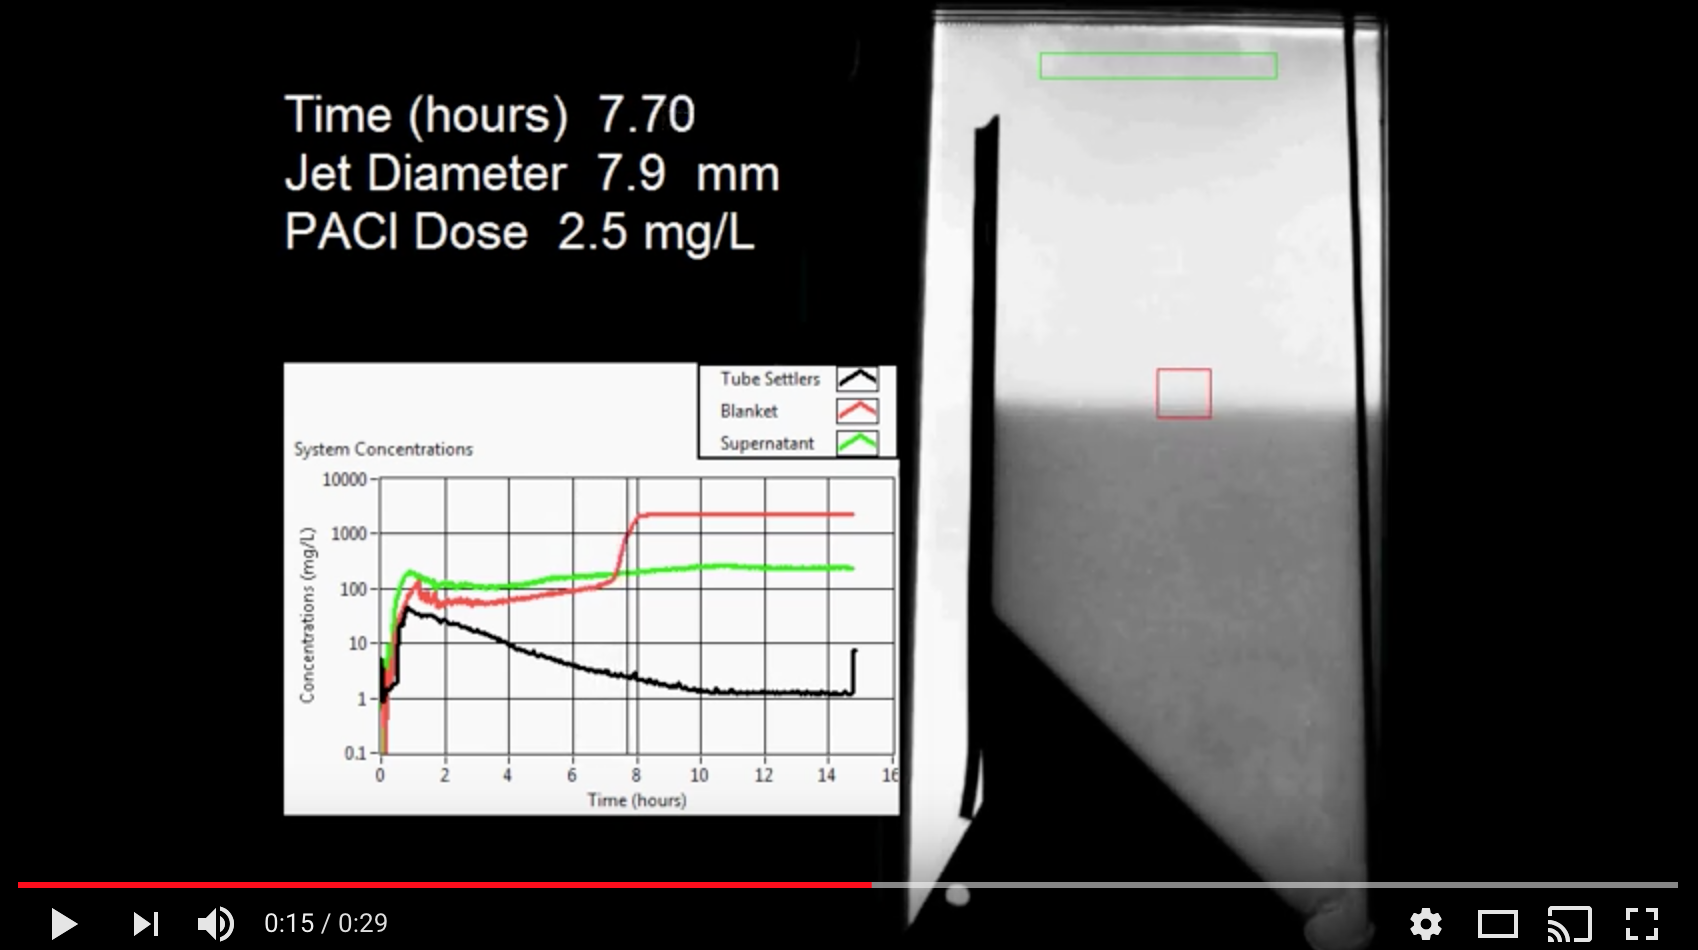 Time (hours) 7.70
Jet Diameter 7.9 mm
PACl Dose 2.5 mg/L
Tube Settlers
Blanket
Supernatant
System Concentrations
Concentrations (mg/L)
10000
1000
100
10
1
0.1
0 2 4 6 8 10 12 14 16
Time (hours)
0:15 / 0:29